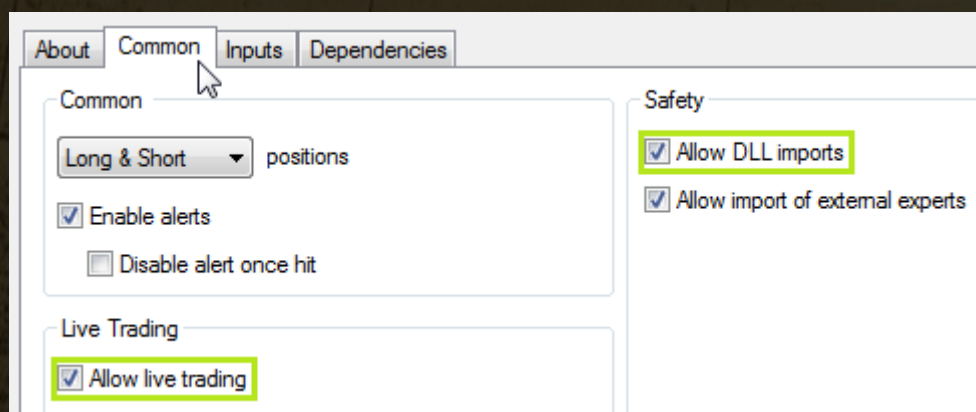 About Common Inputs Dependencies
Common
Long & Short positions
Enable alerts
Disable alert once hit
Live Trading
Allow live trading
Safety
Allow DLL imports
Allow import of external experts